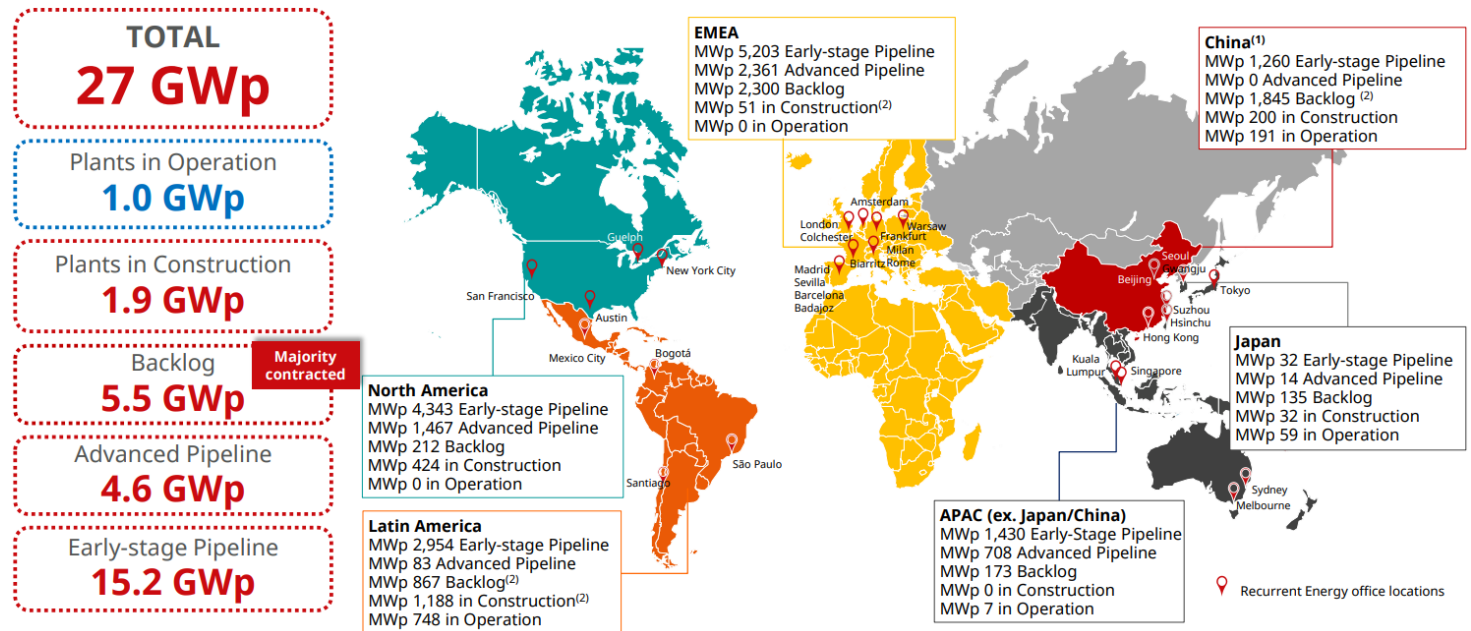 TOTAL
27 GWp
Plants in Operation
1.0 GWp
Plants in Construction
1.9 GWp
Backlog
5.5 GWp
Majority
contracted
Advanced Pipeline
4.6 GWp
Early-stage Pipeline
15.2 GWp
EMEA
MWp 5,203 Early-stage Pipeline
MWp 2,361 Advanced Pipeline
MWp 2,300 Backlog
MWp 51 in Construction(2)
MWp 0 in Operation
China(1)
MWp 1,260 Early-stage Pipeline
MWp 0 Advanced Pipeline
MWp 1,845 Backlog (2)
MWp 200 in Construction
MWp 191 in Operation
North America
MWp 4,343 Early-stage Pipeline
MWp 1,467 Advanced Pipeline
MWp 212 Backlog
MWp 424 in Construction
MWp 0 in Operation
Latin America
MWp 2,954 Early-stage Pipeline
MWp 83 Advanced Pipeline
MWp 867 Backlog(2)
MWp 1,188 in Construction(2)
MWp 748 in Operation
Japan
MWp 32 Early-stage Pipeline
MWp 14 Advanced Pipeline
MWp 135 Backlog
MWp 32 in Construction
MWp 59 in Operation
APAC (ex. Japan/China)
MWp 1,430 Early-Stage Pipeline
MWp 708 Advanced Pipeline
MWp 173 Backlog
MWp 0 in Construction
MWp 7 in Operation
Guelph
New York City
San Francisco
Austin
Mexico City
Bogotá
São Paulo
Santiago
Amsterdam
London
Colchester
Warsaw
Frankfurt
Milan
Biarritz
Rome
Madrid
Sevilla
Barcelona
Badajoz
Seoul
Gwangju
Beijing
Tokyo
Suzhou
Hsinchu
Hong Kong
Kuala
Lumpur
Singapore
Sydney
Melbourne
Recurrent Energy office locations